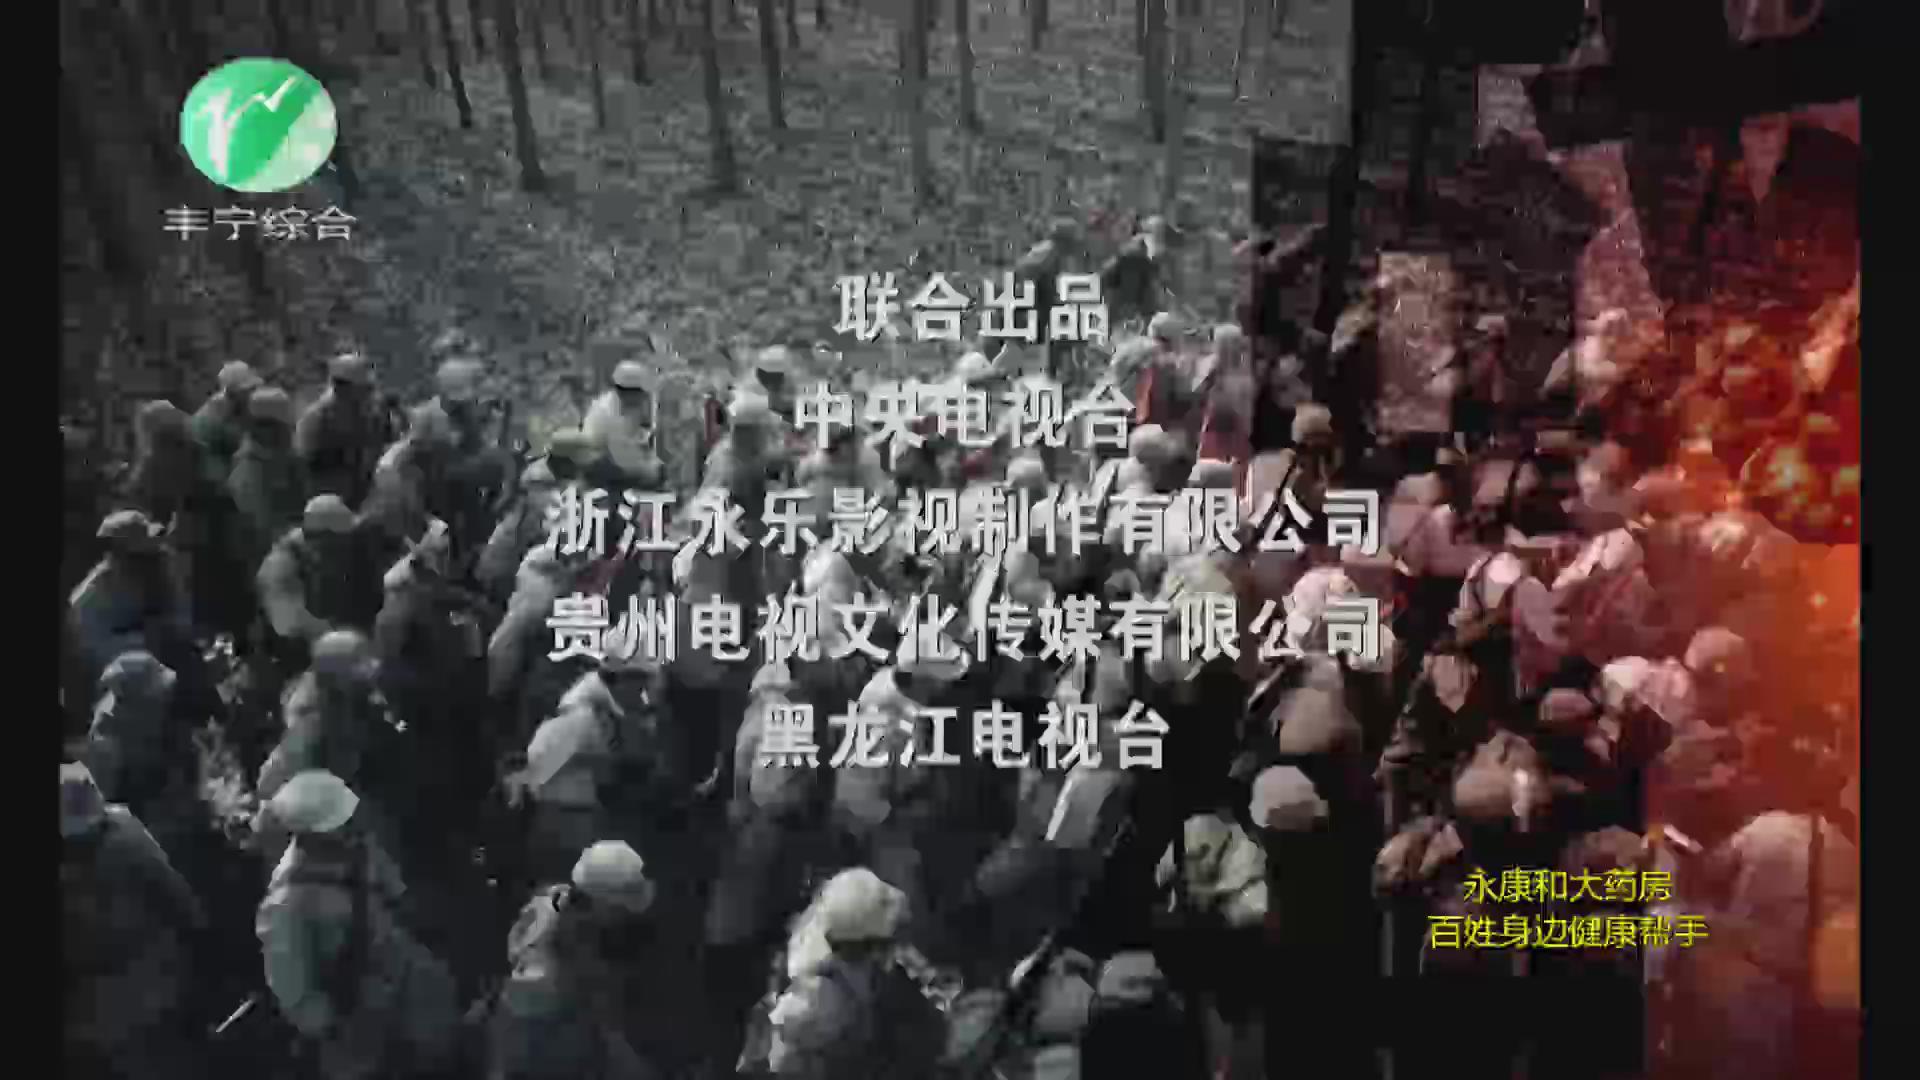 丰宁综合
联合出品
中央电视台
浙江永乐影视制作有限公司
贵州电视文化传媒有限公司
黑龙江电视台
永康和大药房
百姓身边健康帮手